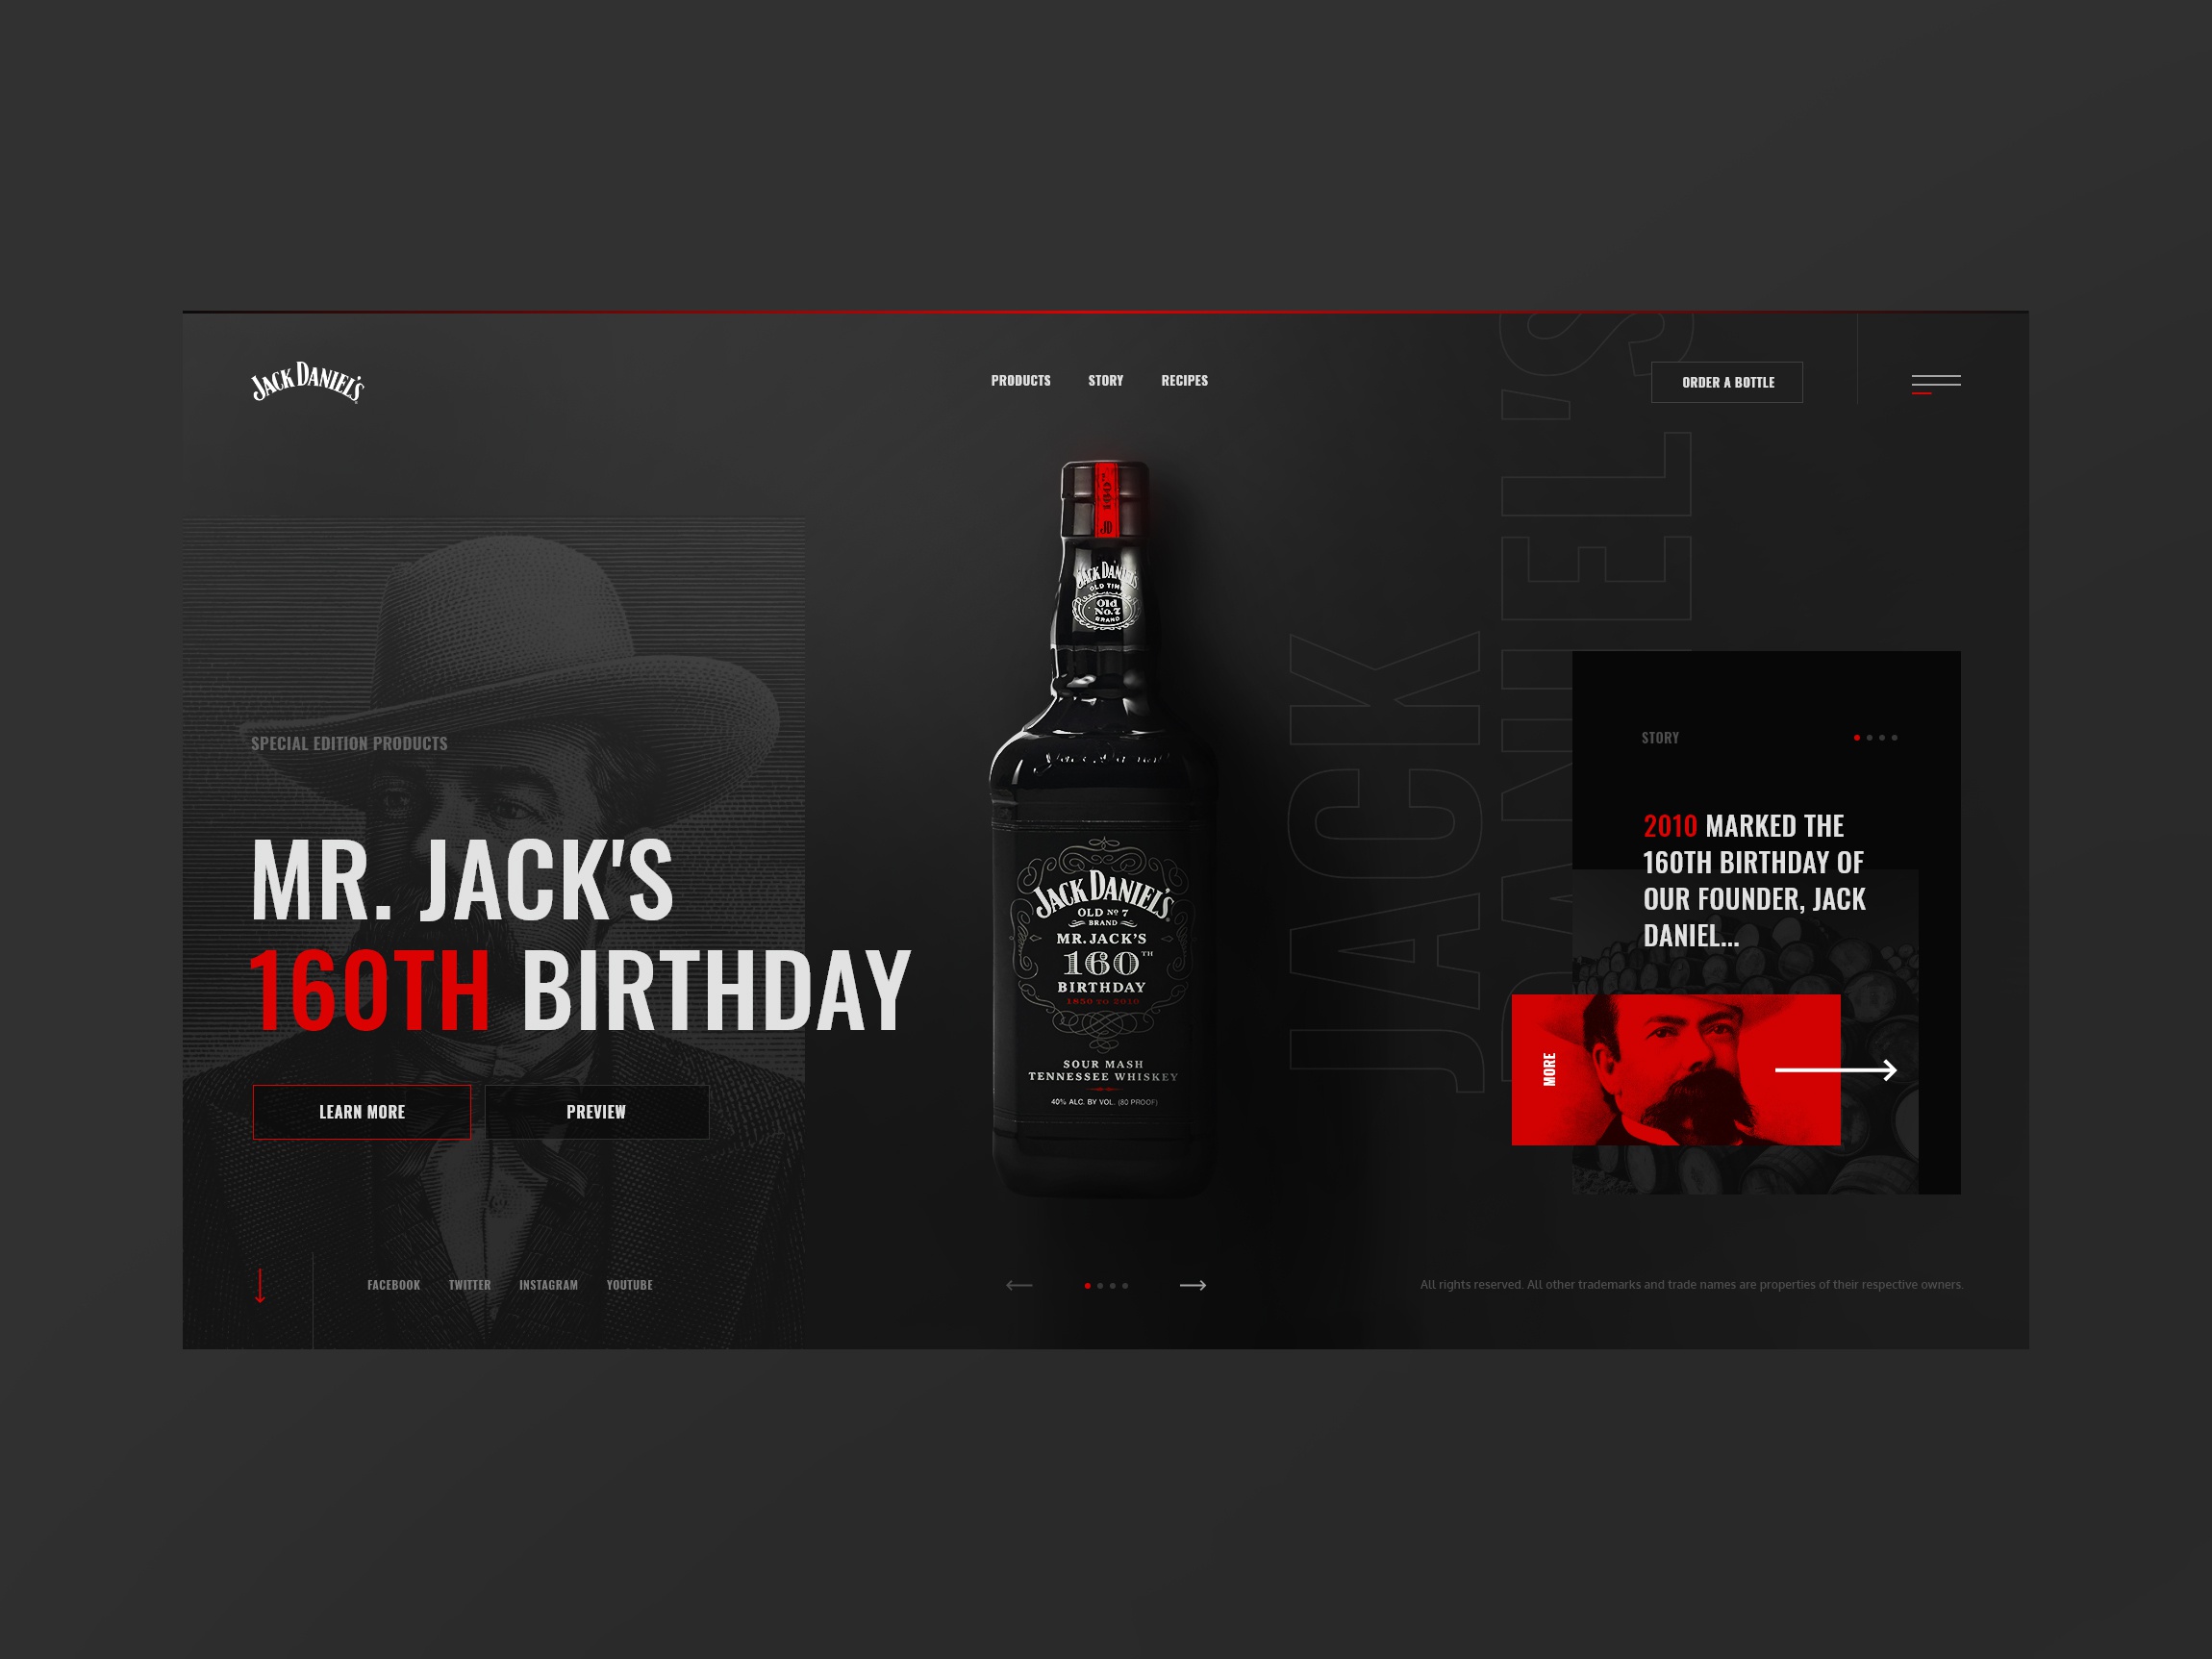 JACK DANIEL'S
PRODUCTS STORY RECIPES
ORDER A BOTTLE
SPECIAL EDITION PRODUCTS
MR. JACK'S
160TH BIRTHDAY
LEARN MORE PREVIEW
FACEBOOK TWITTER INSTAGRAM YOUTUBE
160TH
JD
JACK DANIEL'S
OLD TIME
Old
No.7
BRAND
JACK DANIEL'S
OLD Nº 7
BRAND
MR. JACK'S
160TH
BIRTHDAY
1850 TO 2010
SOUR MASH
TENNESSEE WHISKEY
40% ALC. BY VOL. (80 PROOF)
JACK
DANIEL'S
STORY
2010 MARKED THE
160TH BIRTHDAY OF
OUR FOUNDER, JACK
DANIEL...
MORE
All rights reserved. All other trademarks and trade names are properties of their respective owners.